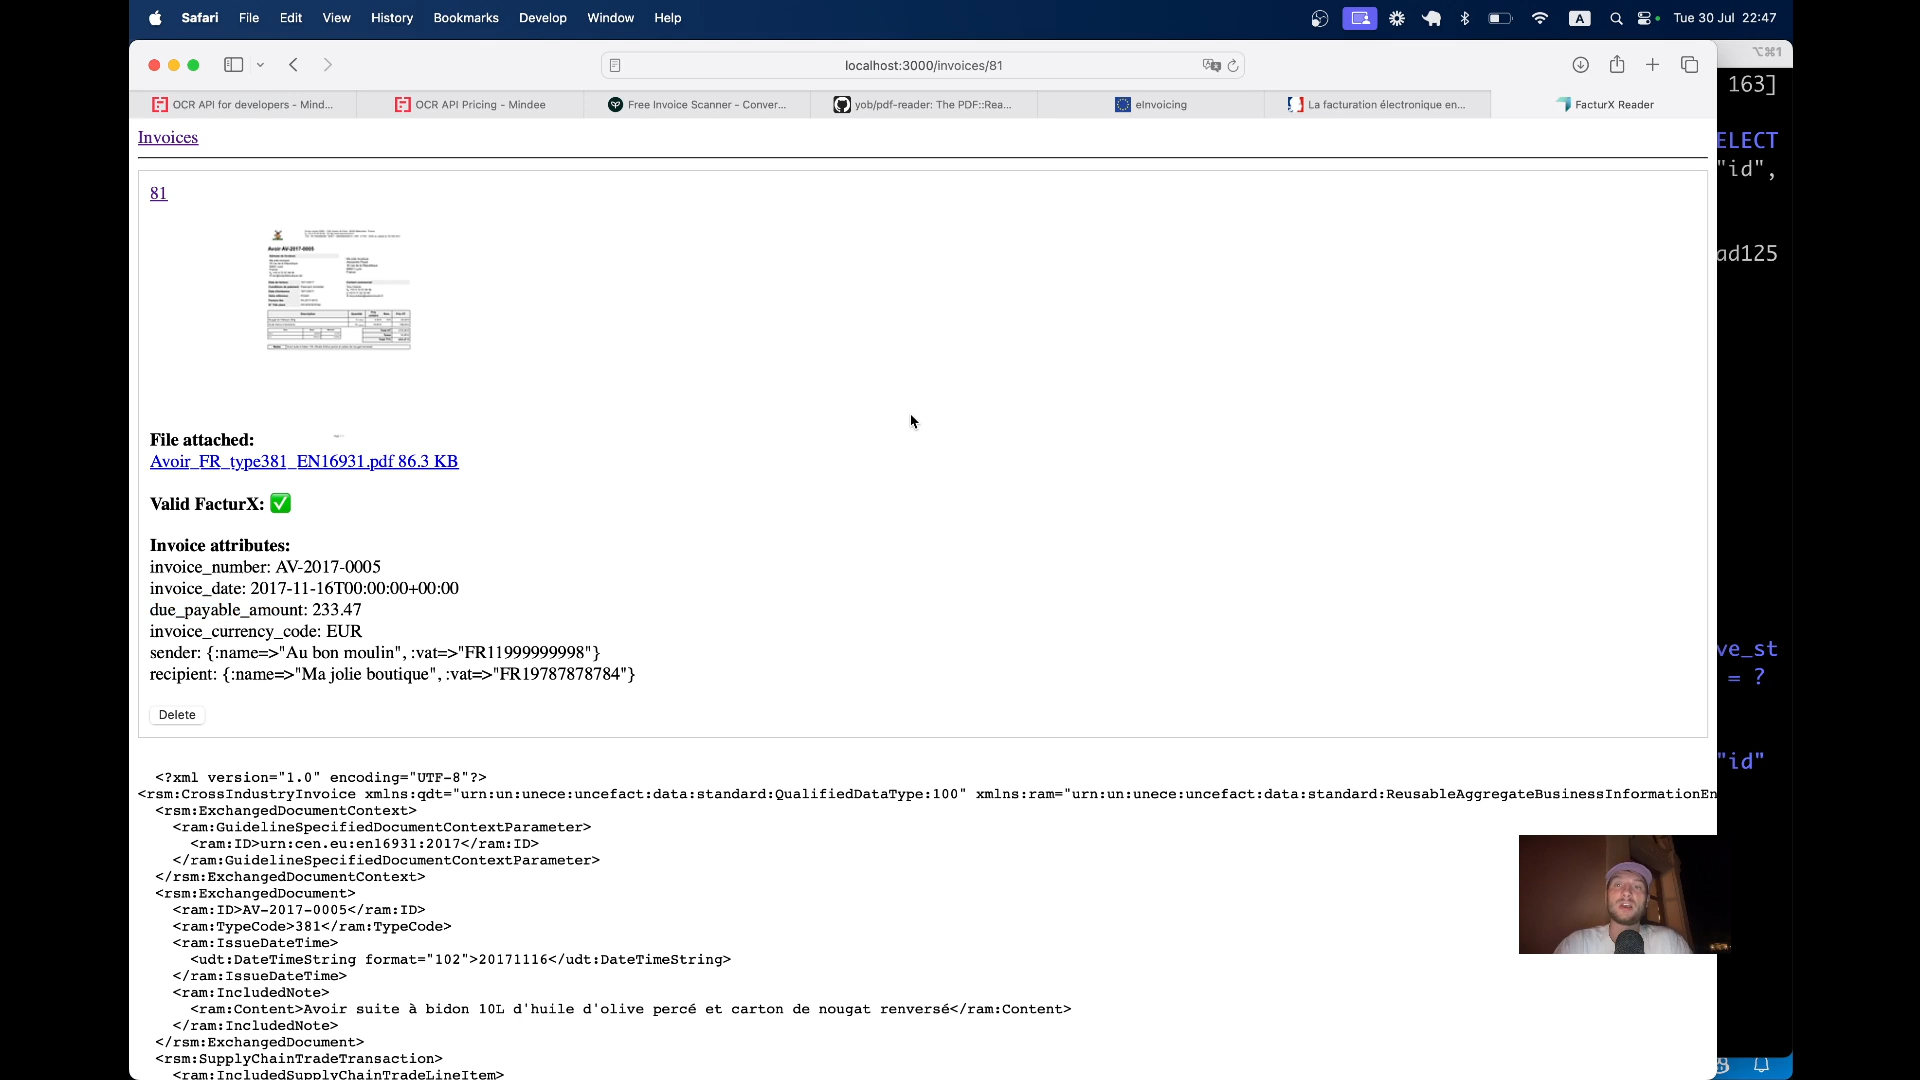 Safari File Edit View History Bookmarks Develop Window Help
A
Tue 30 Jul 22:47
localhost:3000/invoices/81
⌥⌘1
OCR API for developers - Mind...
OCR API Pricing - Mindee
Free Invoice Scanner - Conver...
yob/pdf-reader: The PDF::Rea...
eInvoicing
La facturation électronique en...
FacturX Reader
163]
Invoices
ELECT
"id",
81
ad125
Avoir AV-2017-0005
File attached:
Avoir_FR_type381_EN16931.pdf 86.3 KB
Valid FacturX: ✅
Invoice attributes:
invoice_number: AV-2017-0005
invoice_date: 2017-11-16T00:00:00+00:00
due_payable_amount: 233.47
invoice_currency_code: EUR
sender: {:name=>"Au bon moulin", :vat=>"FR11999999998"}
recipient: {:name=>"Ma jolie boutique", :vat=>"FR19787878784"}
ve_st
= ?
Delete
"id"
<?xml version="1.0" encoding="UTF-8"?>
<rsm:CrossIndustryInvoice xmlns:qdt="urn:un:unece:uncefact:data:standard:QualifiedDataType:100" xmlns:ram="urn:un:unece:uncefact:data:standard:ReusableAggregateBusinessInformationEn
<rsm:ExchangedDocumentContext>
<ram:GuidelineSpecifiedDocumentContextParameter>
<ram:ID>urn:cen.eu:en16931:2017</ram:ID>
</ram:GuidelineSpecifiedDocumentContextParameter>
</rsm:ExchangedDocumentContext>
<rsm:ExchangedDocument>
<ram:ID>AV-2017-0005</ram:ID>
<ram:TypeCode>381</ram:TypeCode>
<ram:IssueDateTime>
<udt:DateTimeString format="102">20171116</udt:DateTimeString>
</ram:IssueDateTime>
<ram:IncludedNote>
<ram:Content>Avoir suite à bidon 10L d'huile d'olive percé et carton de nougat renversé</ram:Content>
</ram:IncludedNote>
</rsm:ExchangedDocument>
<rsm:SupplyChainTradeTransaction>
<ram:IncludedSupplyChainTradeLineItem>